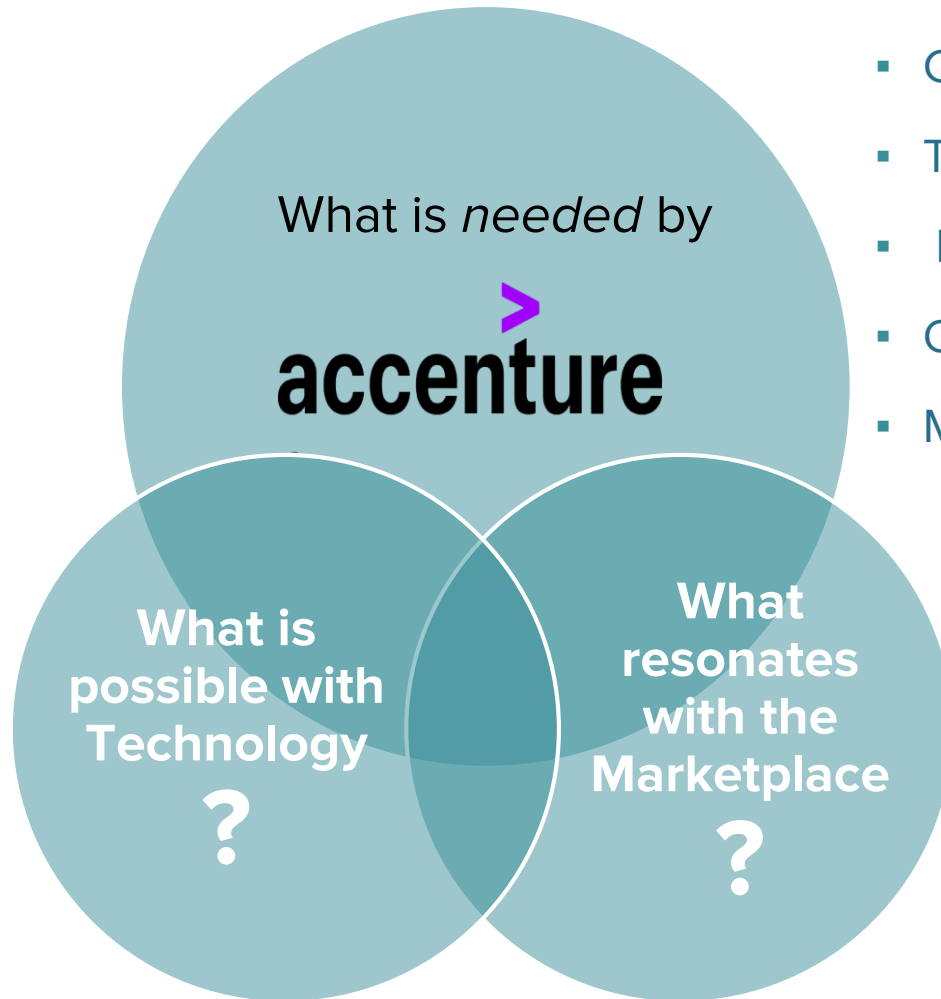 What is needed by
>
accenture
What is
possible with
Technology
?
What
resonates
with the
Marketplace
?